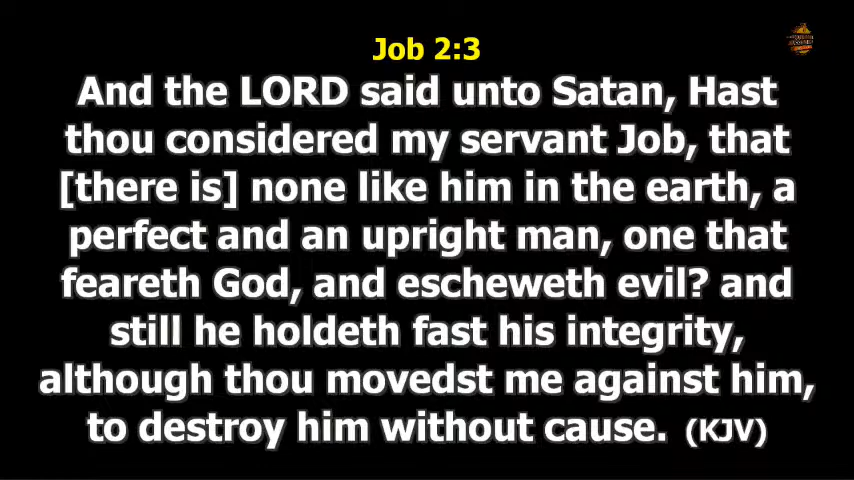 Job 2:3
And the LORD said unto Satan, Hast
thou considered my servant Job, that
[there is] none like him in the earth, a
perfect and an upright man, one that
feareth God, and escheweth evil? and
still he holdeth fast his integrity,
although thou movedst me against him,
to destroy him without cause. (KJV)